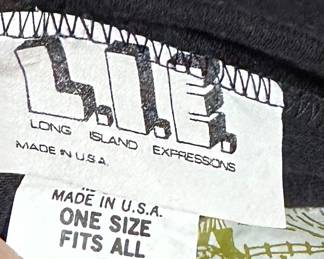 L.I.E.
LONG ISLAND EXPRESSIONS
MADE IN U.S.A.
MADE IN U.S.A.
ONE SIZE
FITS ALL